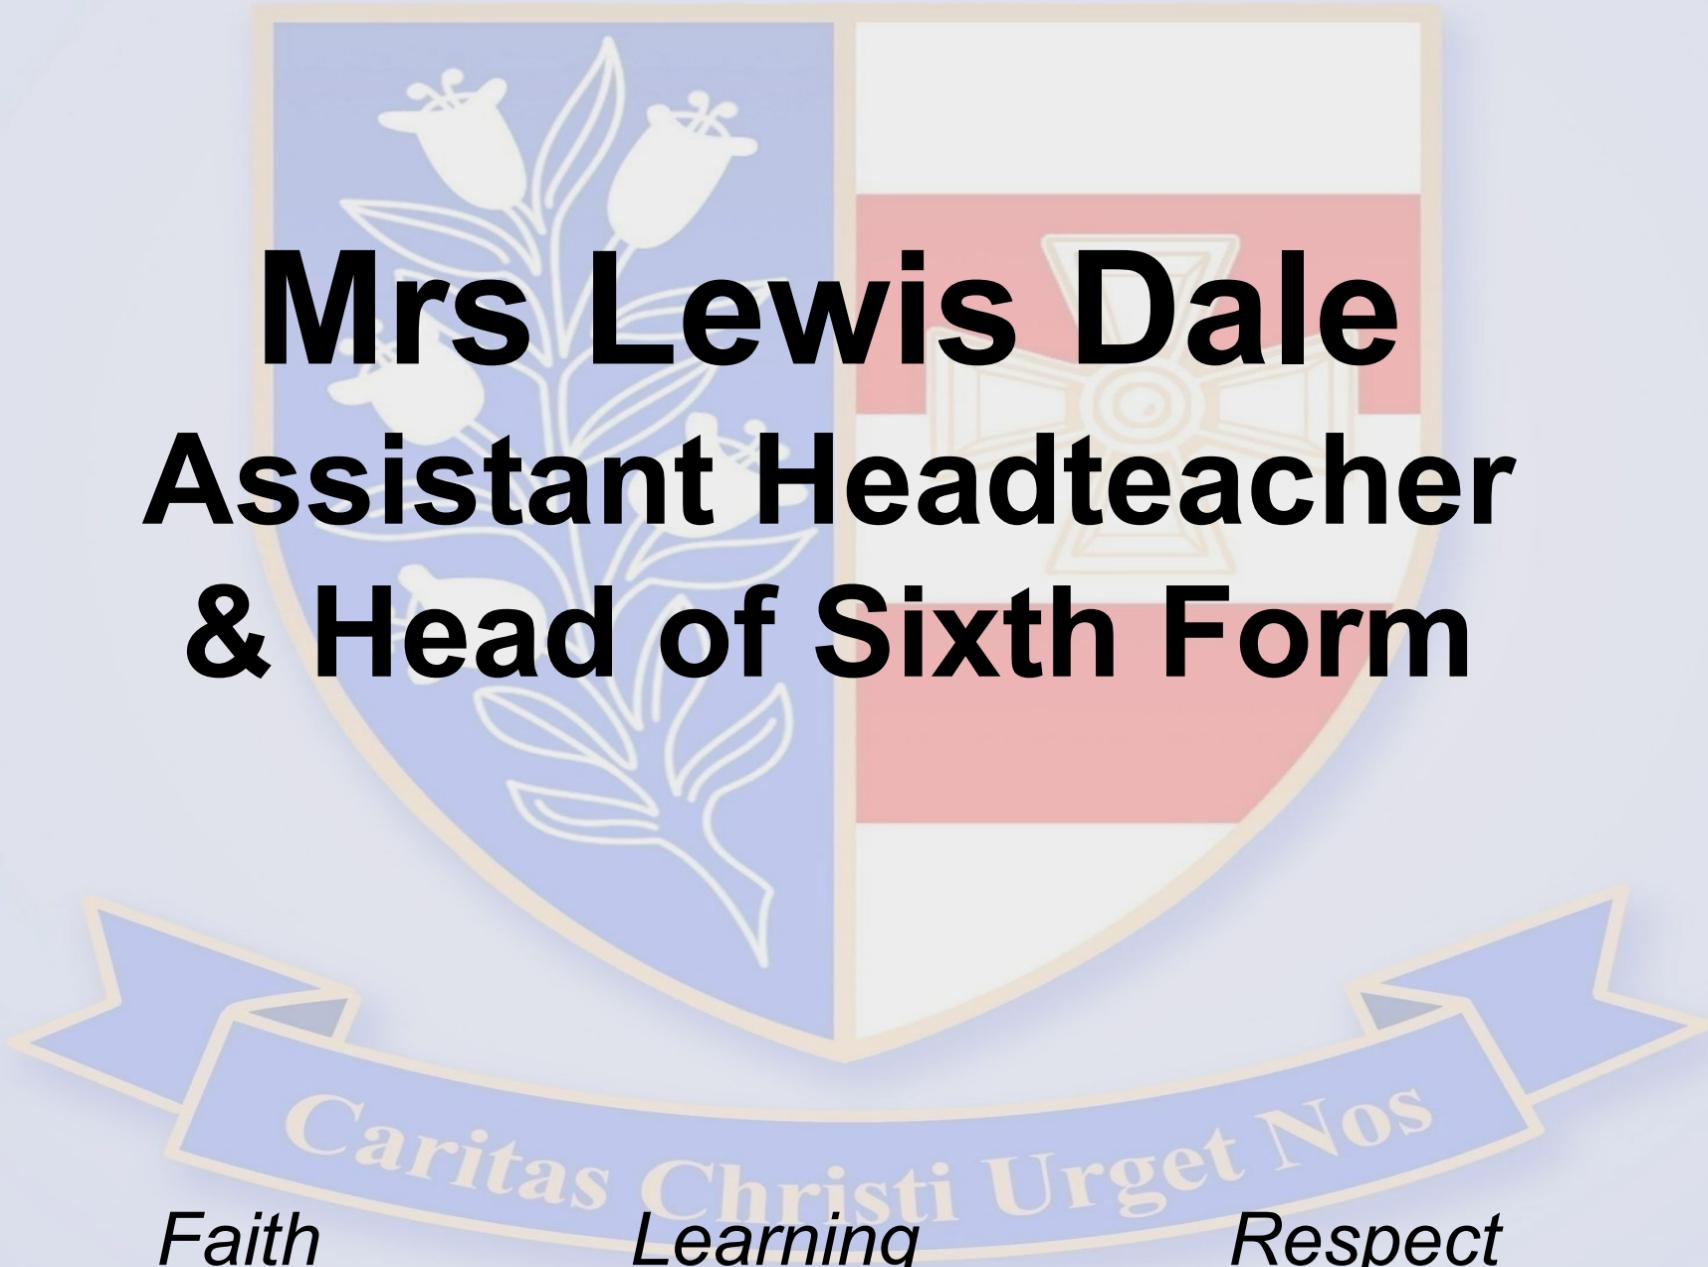 Mrs Lewis Dale
Assistant Headteacher
& Head of Sixth Form
Caritas Christi Urget Nos
Faith Learning Respect